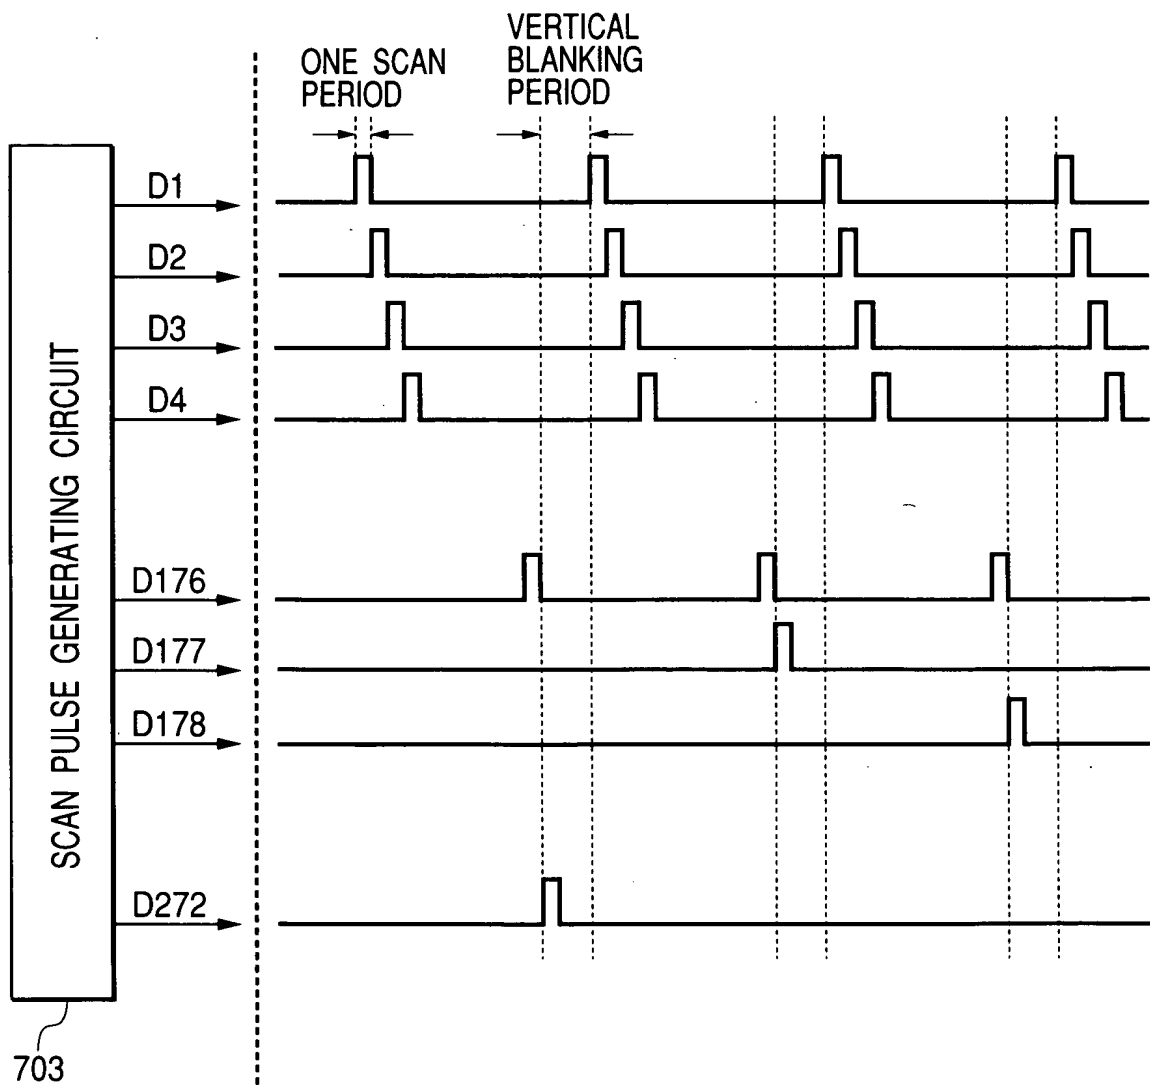 VERTICAL
BLANKING
PERIOD
ONE SCAN
PERIOD
D1
D2
D3
D4
D176
D177
D178
D272
SCAN PULSE GENERATING CIRCUIT
703